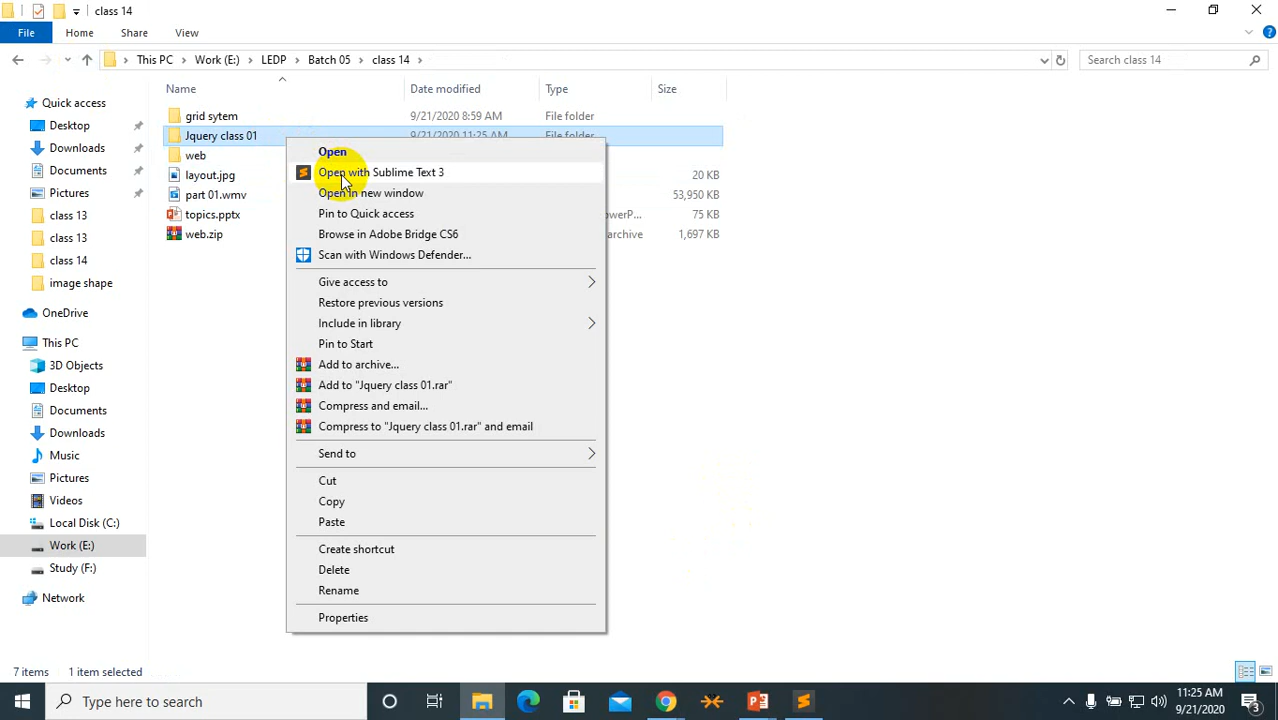 class 14
File Home Share View
This PC Work (E:) LEDP Batch 05 class 14 Search class 14
Name Date modified Type Size
Quick access
Desktop
Downloads
Documents
Pictures
class 13
class 13
class 14
image shape
OneDrive
This PC
3D Objects
Desktop
Documents
Downloads
Music
Pictures
Videos
Local Disk (C:)
Work (E:)
Study (F:)
Network
grid sytem 9/21/2020 8:59 AM File folder
Jquery class 01 9/21/2020 11:25 AM File folder
web
layout.jpg 20 KB
part 01.wmv 53,950 KB
topics.pptx owerP... 75 KB
web.zip archive 1,697 KB
Open
Open with Sublime Text 3
Open in new window
Pin to Quick access
Browse in Adobe Bridge CS6
Scan with Windows Defender...
Give access to
Restore previous versions
Include in library
Pin to Start
Add to archive...
Add to "Jquery class 01.rar"
Compress and email...
Compress to "Jquery class 01.rar" and email
Send to
Cut
Copy
Paste
Create shortcut
Delete
Rename
Properties
7 items 1 item selected
Type here to search
11:25 AM
9/21/2020
3